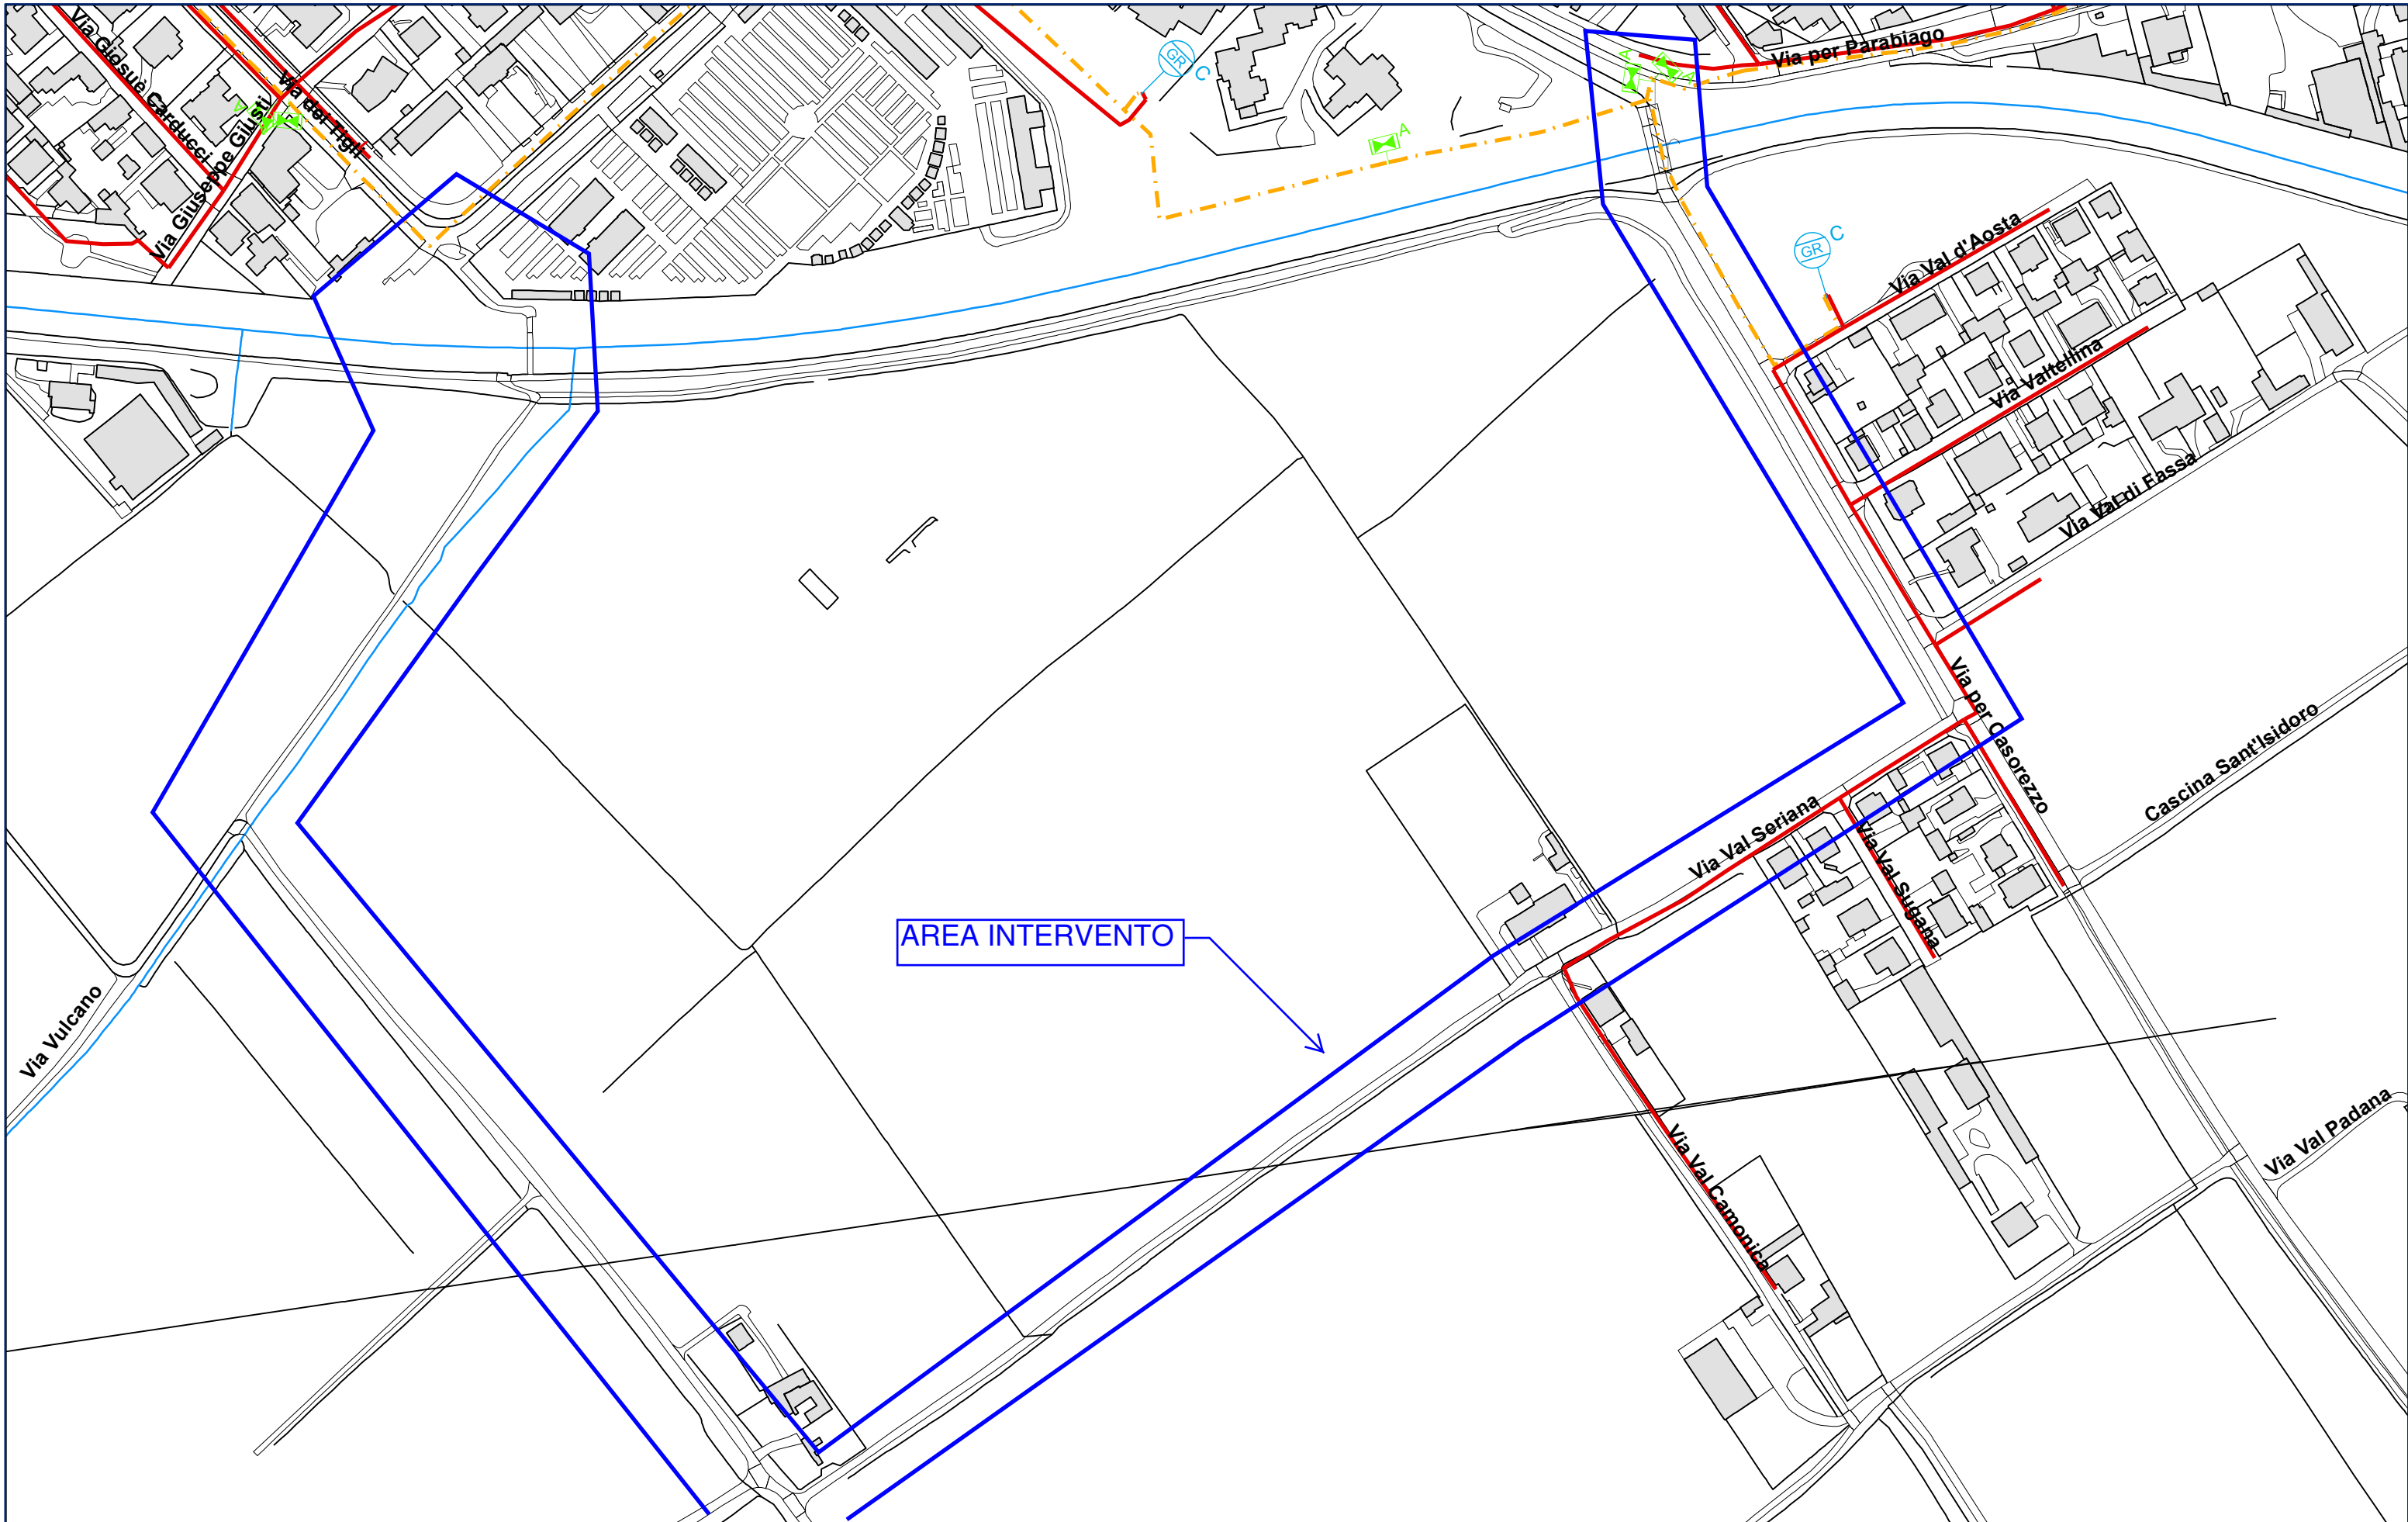 Via Giosuè Carducci
Via dei Tigli
Via Giuseppe Giusti
A
GR
C
A
A
A
Via per Parabiago
GR
C
Via Val d'Aosta
Via Valtellina
Via Val di Fassa
Via per Casorezzo
Cascina Sant'Isidoro
Via Val Seriana
Via Val Sugana
AREA INTERVENTO
Via Vulcano
Via Val Camonica
Via Val Padana